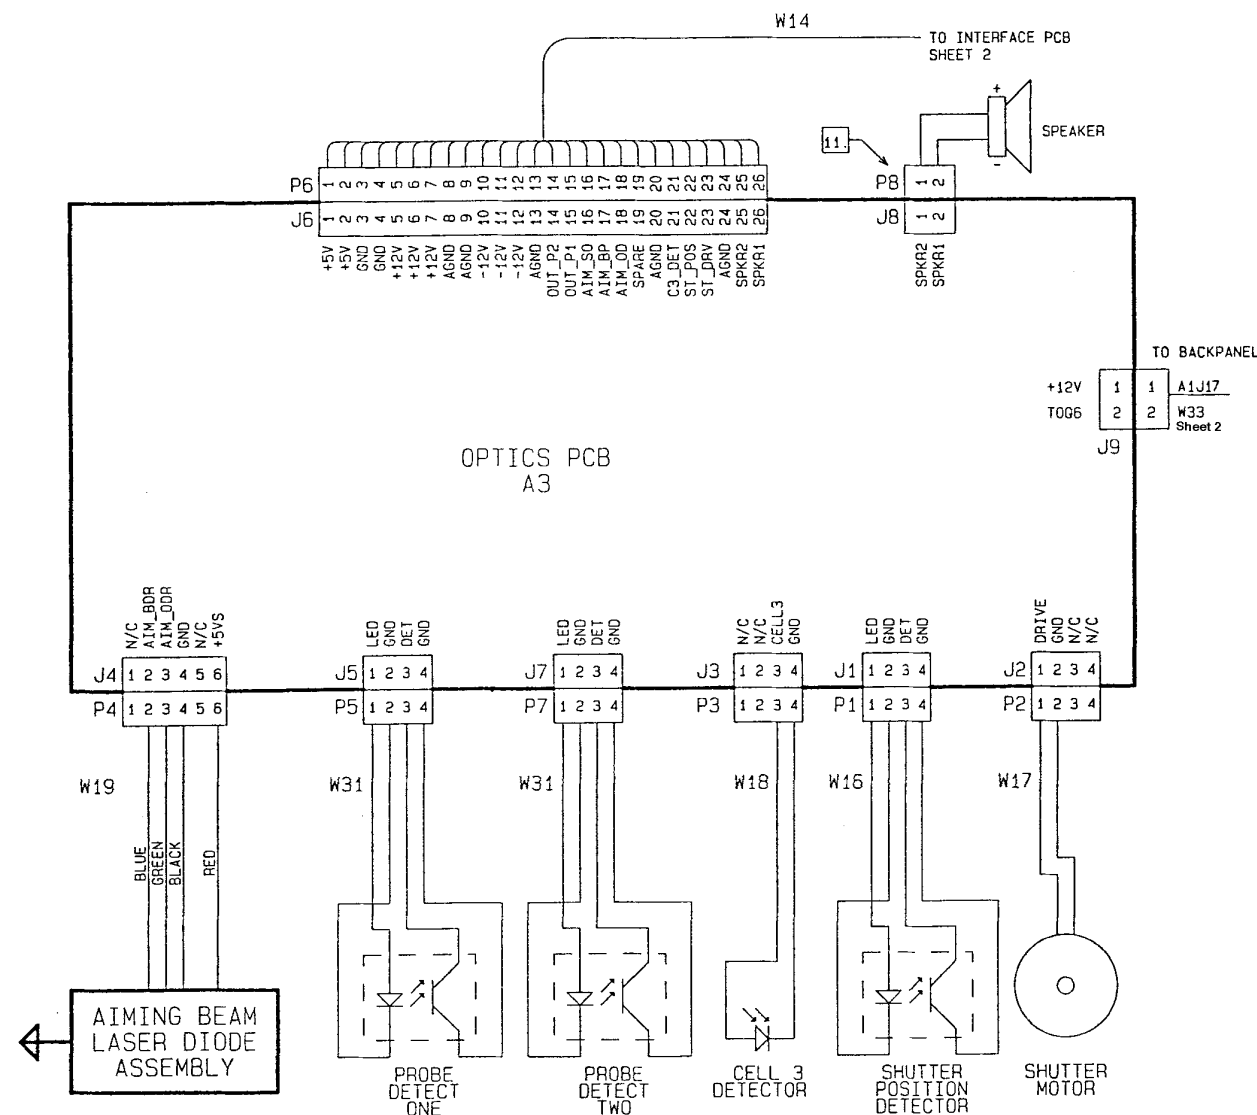 W14
TO INTERFACE PCB
SHEET 2
+
SPEAKER
-
11.
P6 1 2 3 4 5 6 7 8 9 10 11 12 13 14 15 16 17 18 19 20 21 22 23 24 25 26
J6 1 2 3 4 5 6 7 8 9 10 11 12 13 14 15 16 17 18 19 20 21 22 23 24 25 26
+5V +5V GND GND +12V +12V +12V AGND AGND -12V -12V -12V AGND OUT_P2 OUT_P1 AIM_SO AIM_BP AIM_OD SPARE AGND C3_DET ST_POS ST_DRV AGND SPKR2 SPKR1
P8 1 2
J8 1 2
SPKR2 SPKR1
TO BACKPANEL
+12V 1 1 A1J17
TOG6 2 2 W33
Sheet 2
J9
OPTICS PCB
A3
N/C AIM_BDR AIM_ODR GND N/C +5VS
J4 1 2 3 4 5 6
P4 1 2 3 4 5 6
LED GND DET GND
J5 1 2 3 4
P5 1 2 3 4
LED GND DET GND
J7 1 2 3 4
P7 1 2 3 4
N/C N/C CELL3 GND
J3 1 2 3 4
P3 1 2 3 4
LED GND DET GND
J1 1 2 3 4
P1 1 2 3 4
DRIVE GND N/C N/C
J2 1 2 3 4
P2 1 2 3 4
W19
W31
W31
W18
W16
W17
BLUE
GREEN
BLACK
RED
AIMING BEAM
LASER DIODE
ASSEMBLY
PROBE
DETECT
ONE
PROBE
DETECT
TWO
CELL 3
DETECTOR
SHUTTER
POSITION
DETECTOR
SHUTTER
MOTOR